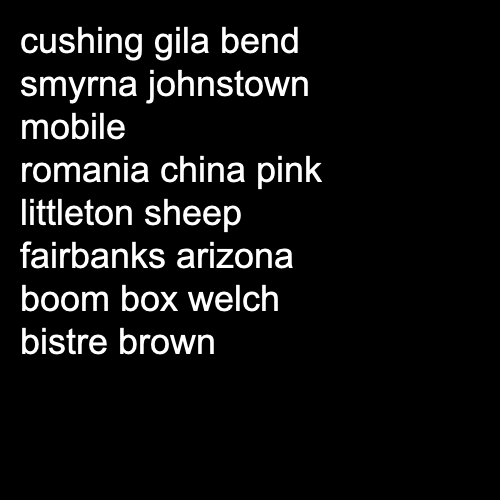 cushing gila bend
smyrna johnstown
mobile
romania china pink
littleton sheep
fairbanks arizona
boom box welch
bistre brown